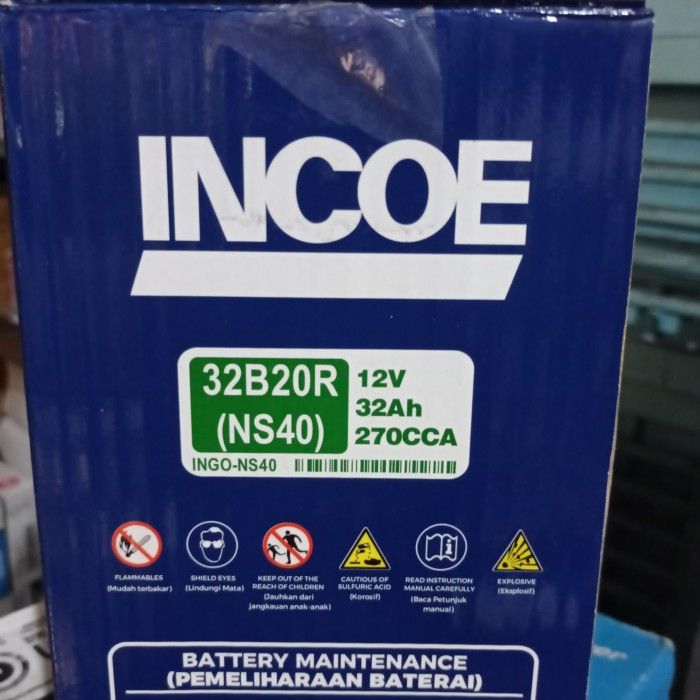 INCOE
32B20R
(NS40)
12V
32Ah
270CCA
INGO-NS40
FLAMMABLES
(Mudah terbakar)
SHIELD EYES
(Lindungi Mata)
KEEP OUT OF THE
REACH OF CHILDREN
(Jauhkan dari
jangkauan anak-anak)
CAUTIOUS OF
SULFURIC ACID
(Korosif)
READ INSTRUCTION
MANUAL CAREFULLY
(Baca Petunjuk
manual)
EXPLOSIVE
(Eksplosif)
BATTERY MAINTENANCE
(PEMELIHARAAN BATERAI)